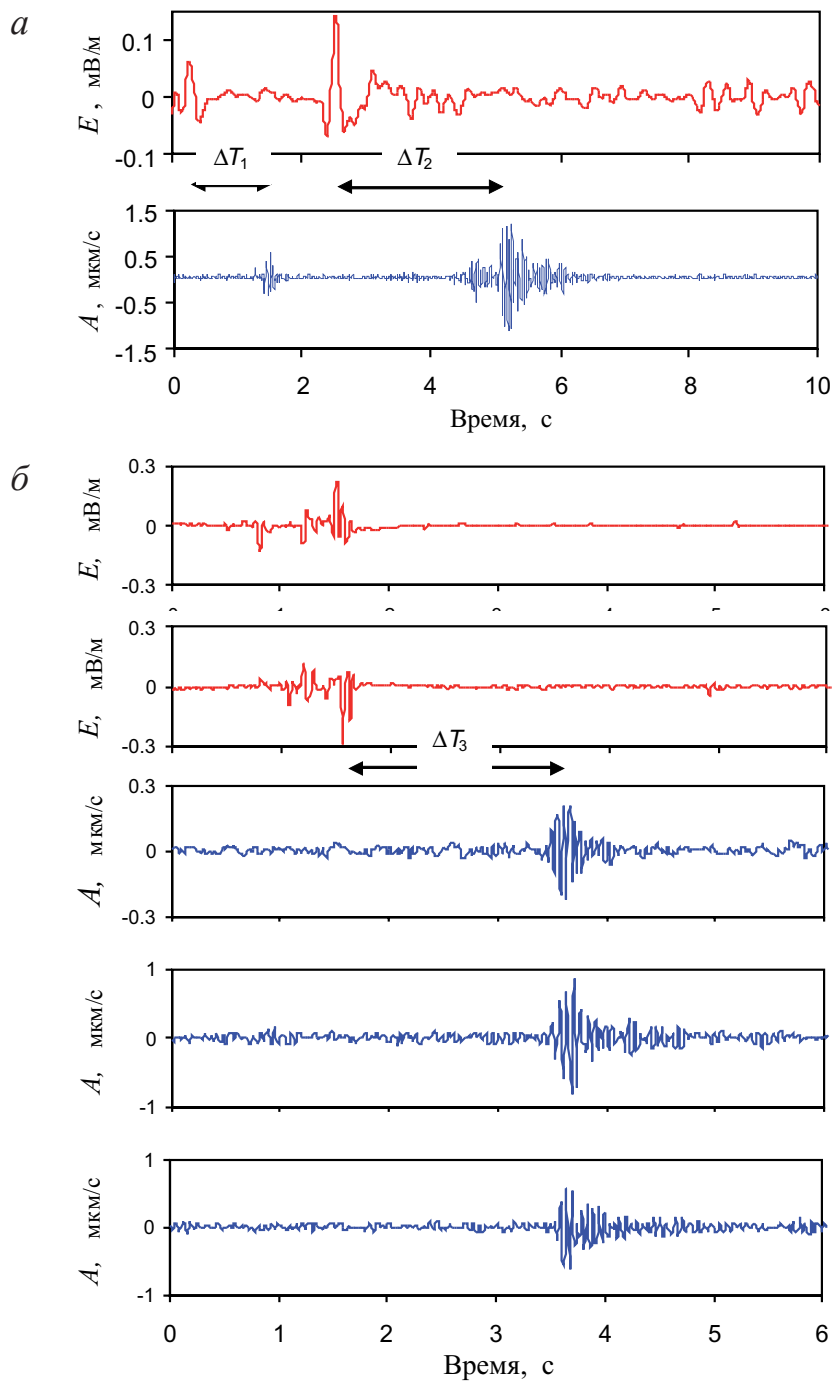 а
E, мВ/м
0.1
0
-0.1
ΔT1
ΔT2
A, мкм/с
1.5
0.5
-0.5
-1.5
0 2 4 6 8 10
Время, с
б
E, мВ/м
0.3
0
-0.3
E, мВ/м
0.3
0
-0.3
ΔT3
A, мкм/с
0.3
0
-0.3
A, мкм/с
1
0
-1
A, мкм/с
1
0
-1
0 1 2 3 4 5 6
Время, с